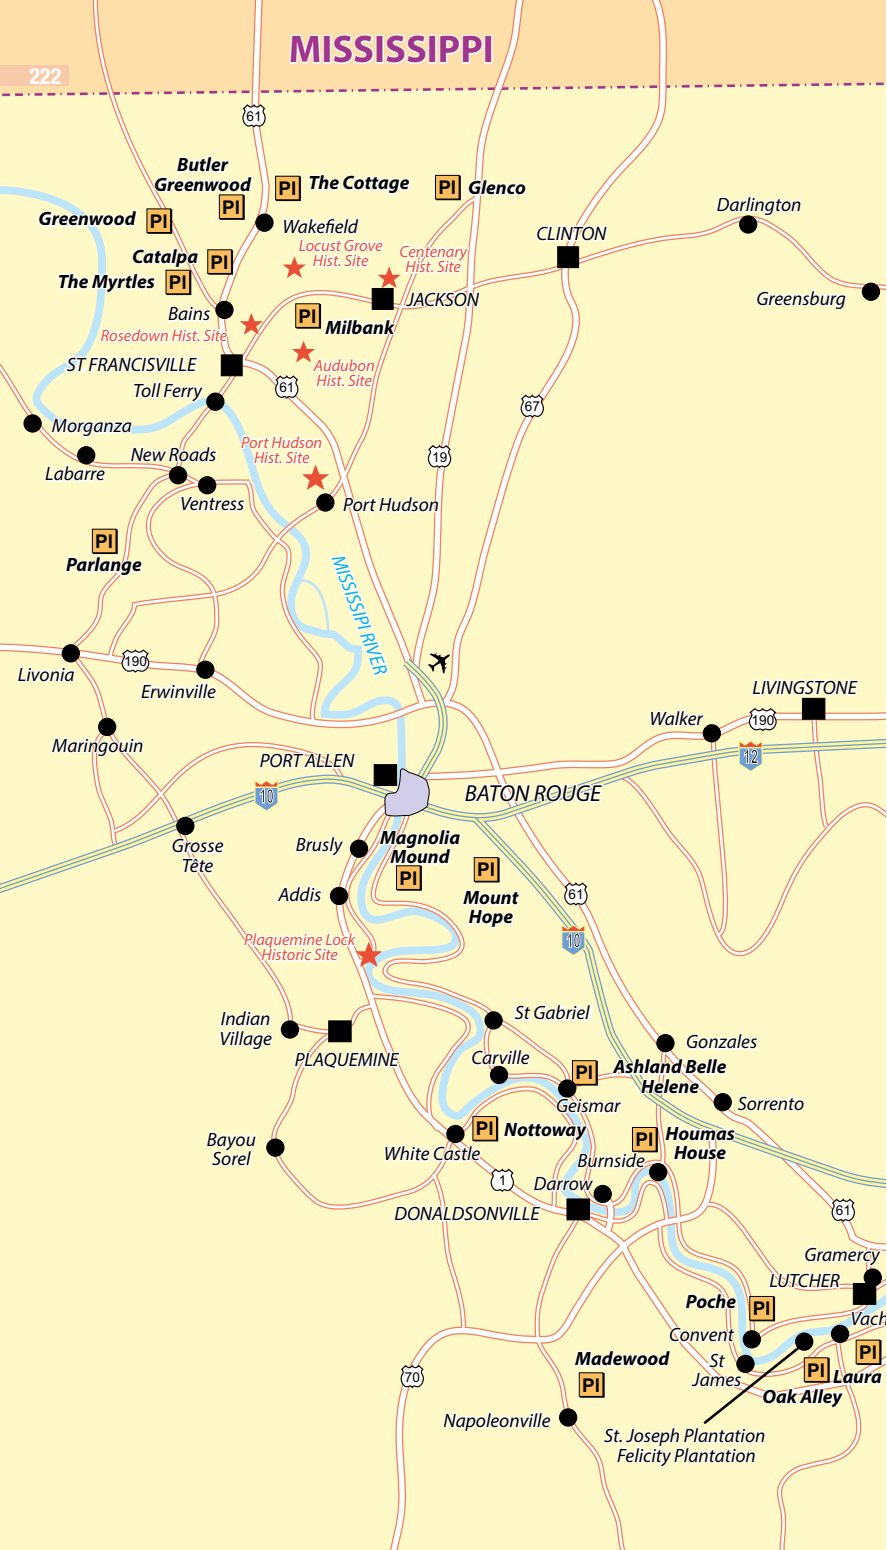 MISSISSIPPI
222
61
Butler
Greenwood
PI
The Cottage
PI
Glenco
PI
Greenwood
PI
Wakefield
Darlington
CLINTON
Locust Grove
Hist. Site
Centenary
Hist. Site
Catalpa
PI
The Myrtles
PI
Greensburg
JACKSON
Bains
PI
Milbank
Rosedown Hist. Site
ST FRANCISVILLE
Audubon
Hist. Site
61
Toll Ferry
67
Morganza
Port Hudson
Hist. Site
19
New Roads
Labarre
Ventress
Port Hudson
PI
Parlange
MISSISSIPI RIVER
190
Livonia
Erwinville
LIVINGSTONE
Walker
190
Maringouin
12
PORT ALLEN
10
BATON ROUGE
Grosse
Tête
Brusly
Magnolia
Mound
PI
PI
Mount
Hope
Addis
61
10
Plaquemine Lock
Historic Site
Indian
Village
St Gabriel
PLAQUEMINE
Gonzales
Carville
PI
Ashland Belle
Helene
Geismar
Sorrento
PI
Nottoway
Bayou
Sorel
White Castle
PI
Houmas
House
Burnside
1
Darrow
DONALDSONVILLE
61
Gramercy
LUTCHER
Poche
PI
Vach
Convent
St
James
PI
Laura
PI
Oak Alley
70
Madewood
PI
Napoleonville
St. Joseph Plantation
Felicity Plantation